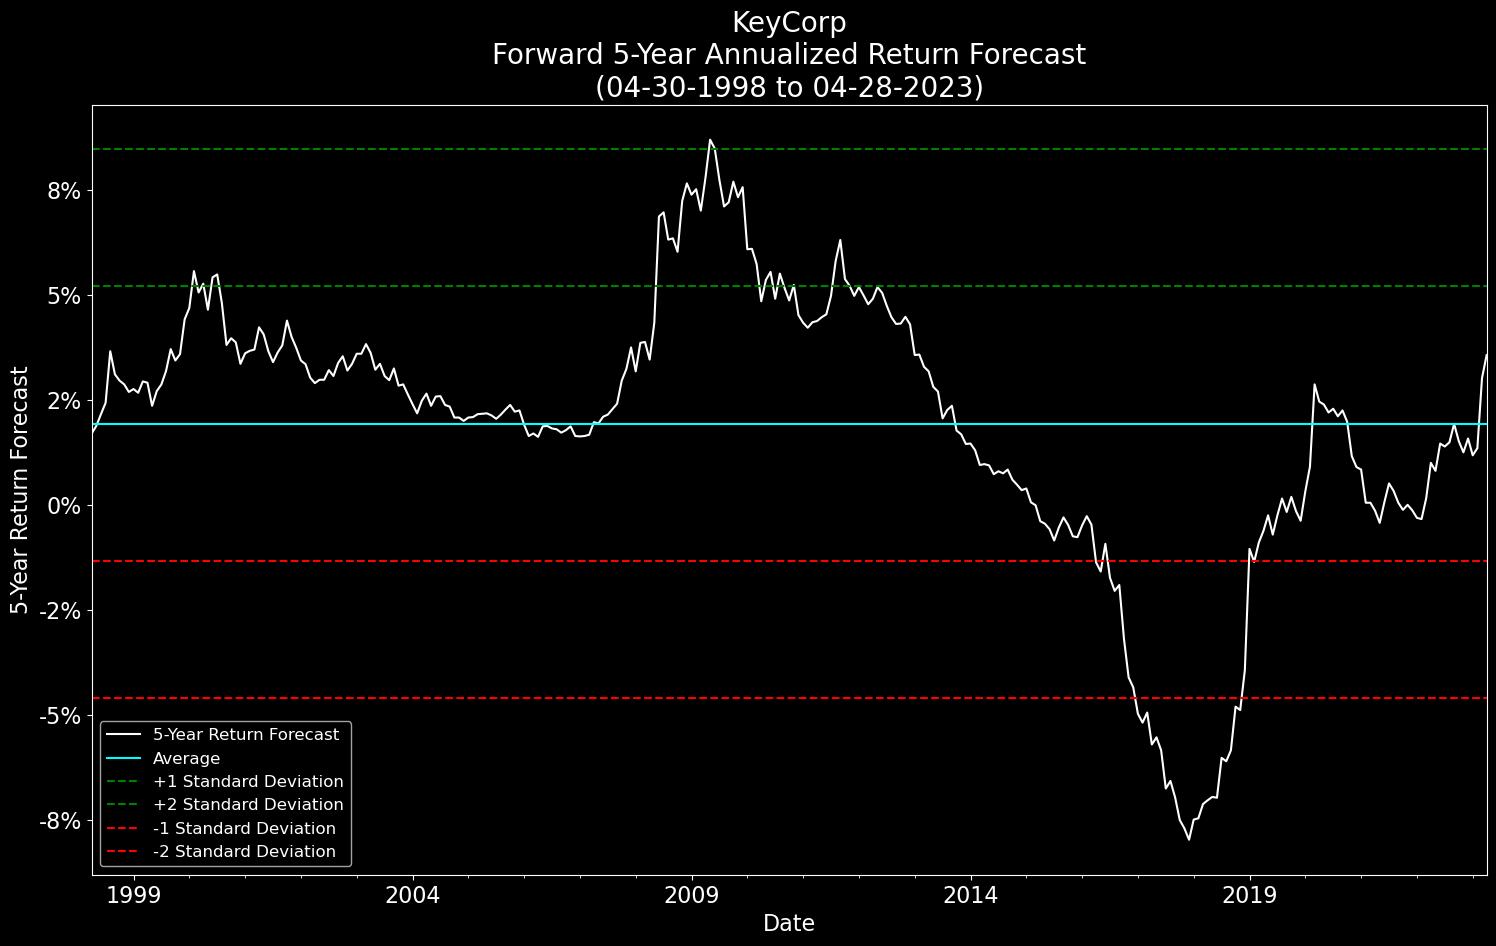 KeyCorp
Forward 5-Year Annualized Return Forecast
(04-30-1998 to 04-28-2023)
5-Year Return Forecast
8%
5%
2%
0%
-2%
-5%
-8%
5-Year Return Forecast
Average
+1 Standard Deviation
+2 Standard Deviation
-1 Standard Deviation
-2 Standard Deviation
1999 2004 2009 2014 2019
Date